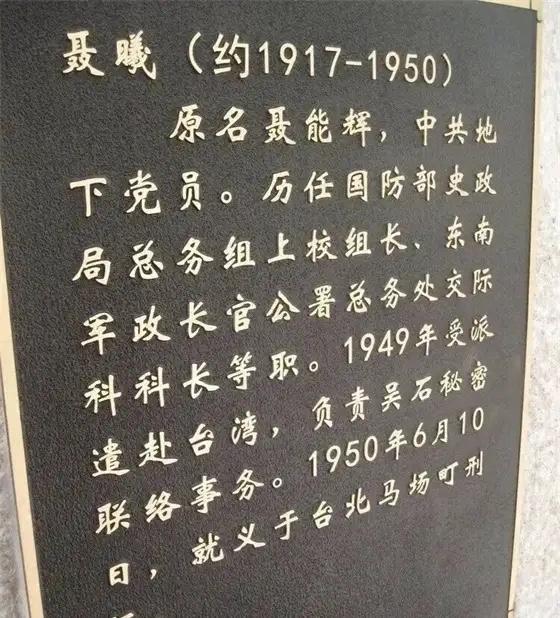 聂曦（约1917-1950）
原名聂能辉，中共地
下党员。历任国防部史政
局总务组上校组长、东南
军政长官公署总务处交际
科科长等职。1949年受派
遣赴台湾，负责吴石秘密
联络事务。1950年6月10
日，就义于台北马场町刑